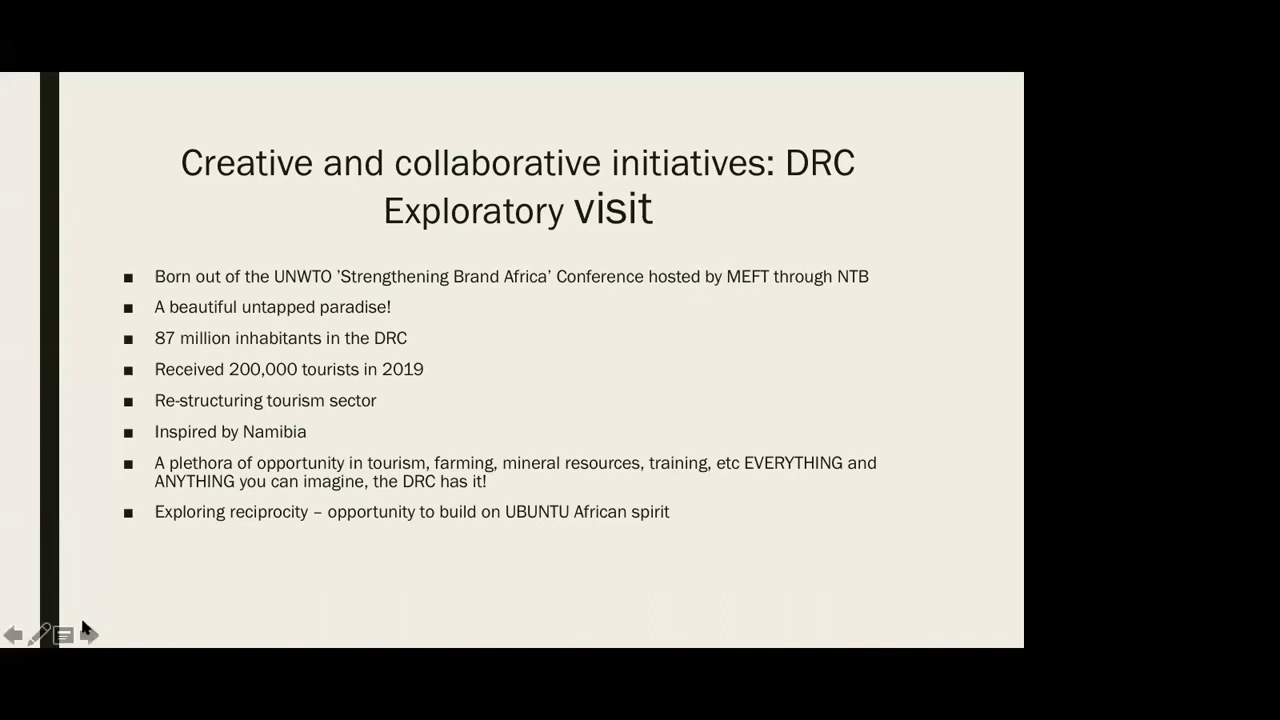 Creative and collaborative initiatives: DRC
Exploratory visit
■ Born out of the UNWTO ’Strengthening Brand Africa’ Conference hosted by MEFT through NTB
■ A beautiful untapped paradise!
■ 87 million inhabitants in the DRC
■ Received 200,000 tourists in 2019
■ Re-structuring tourism sector
■ Inspired by Namibia
■ A plethora of opportunity in tourism, farming, mineral resources, training, etc EVERYTHING and
ANYTHING you can imagine, the DRC has it!
■ Exploring reciprocity – opportunity to build on UBUNTU African spirit